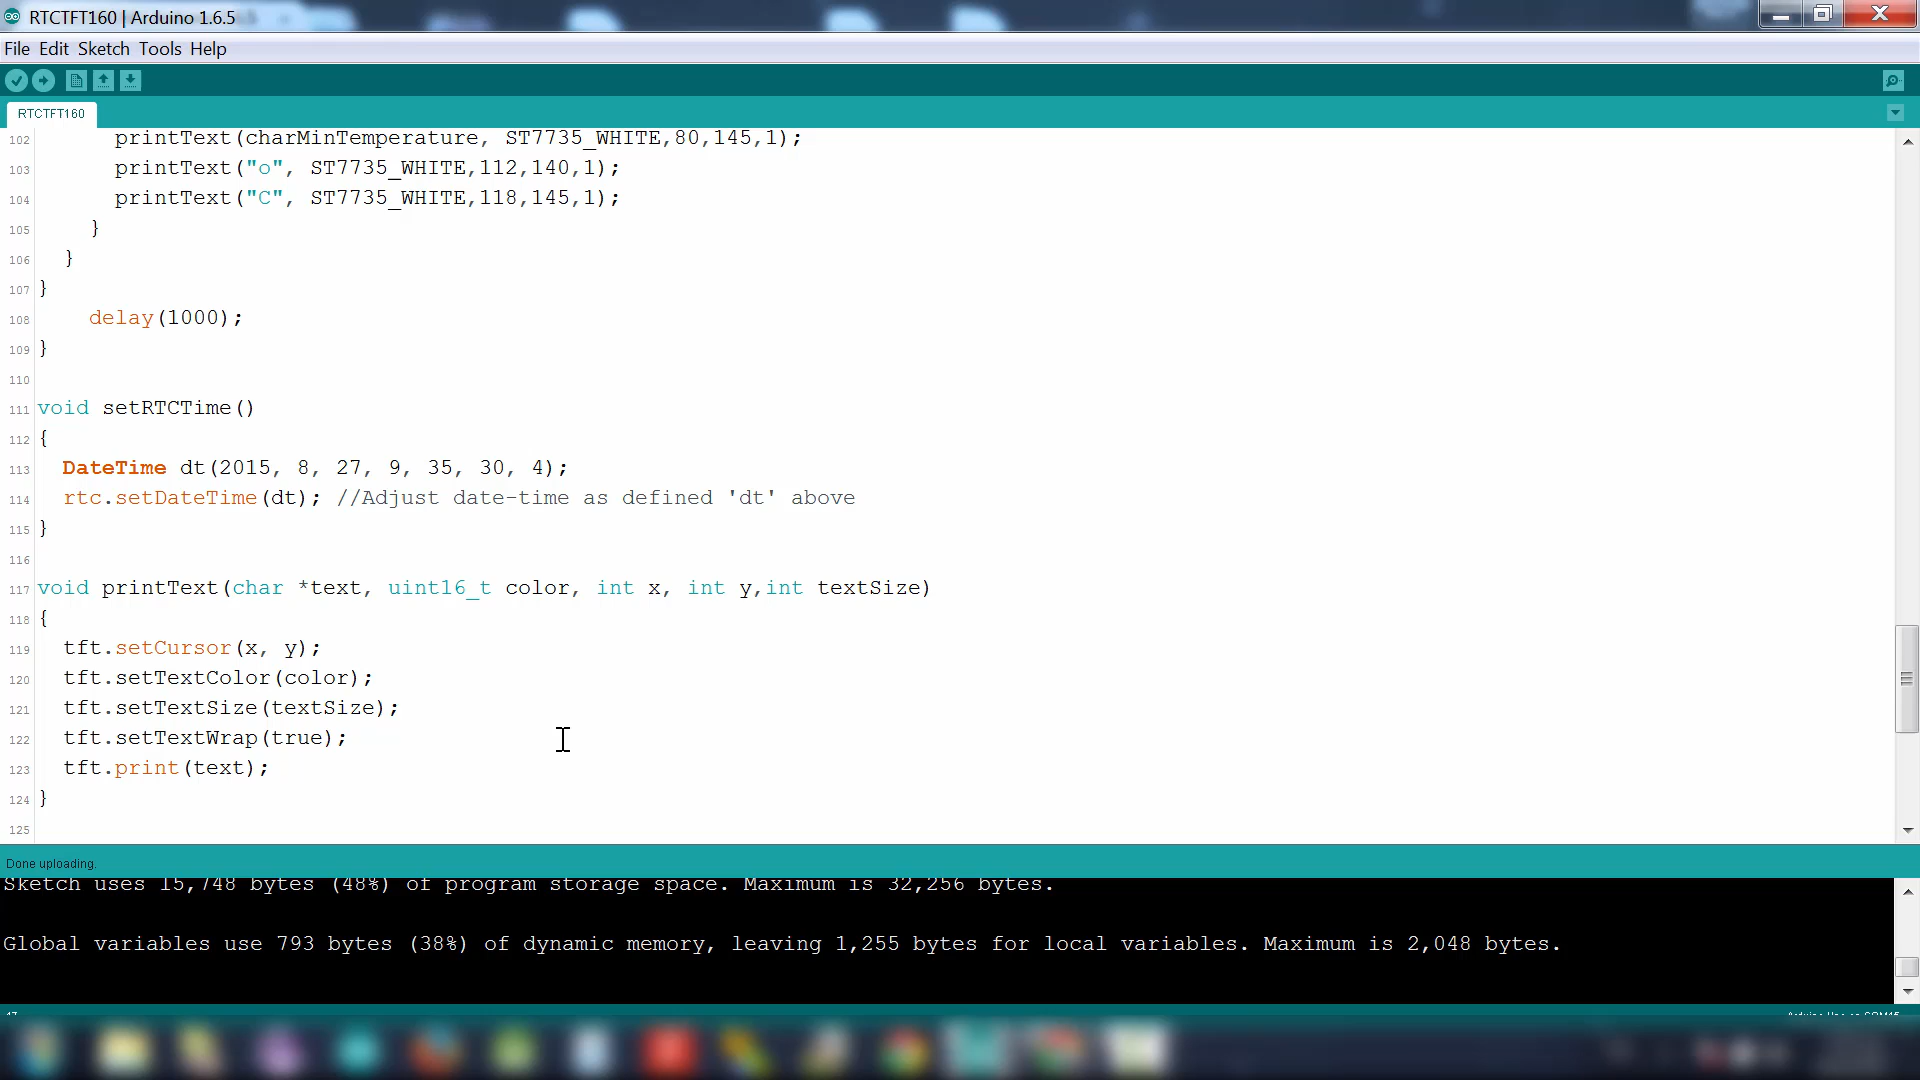 RTCTFT160 | Arduino 1.6.5
File Edit Sketch Tools Help
RTCTFT160
102 printText(charMinTemperature, ST7735_WHITE,80,145,1);
103 printText("o", ST7735_WHITE,112,140,1);
104 printText("C", ST7735_WHITE,118,145,1);
105 }
106 }
107 }
108 delay(1000);
109 }
110
111 void setRTCTime()
112 {
113 DateTime dt(2015, 8, 27, 9, 35, 30, 4);
114 rtc.setDateTime(dt); //Adjust date-time as defined 'dt' above
115 }
116
117 void printText(char *text, uint16_t color, int x, int y,int textSize)
118 {
119 tft.setCursor(x, y);
120 tft.setTextColor(color);
121 tft.setTextSize(textSize);
122 tft.setTextWrap(true);
123 tft.print(text);
124 }
125
Done uploading.
Sketch uses 15,748 bytes (48%) of program storage space. Maximum is 32,256 bytes.
Global variables use 793 bytes (38%) of dynamic memory, leaving 1,255 bytes for local variables. Maximum is 2,048 bytes.